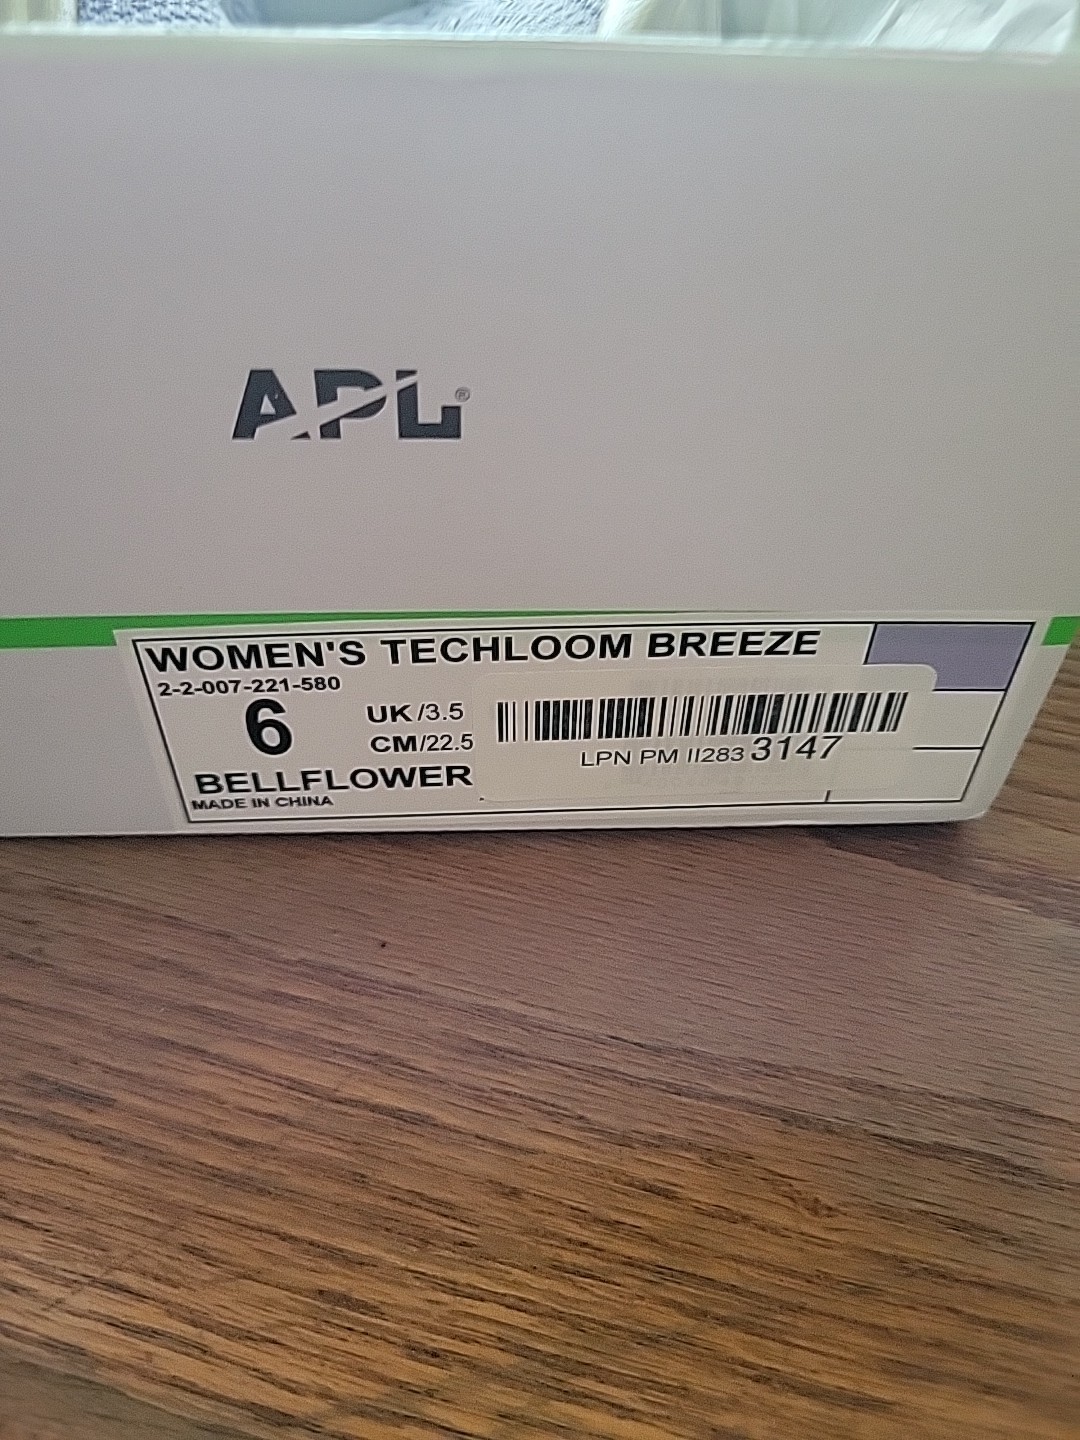 APL®
WOMEN'S TECHLOOM BREEZE
2-2-007-221-580
6
UK/3.5
CM/22.5
BELLFLOWER
MADE IN CHINA
LPN PM II283 3147